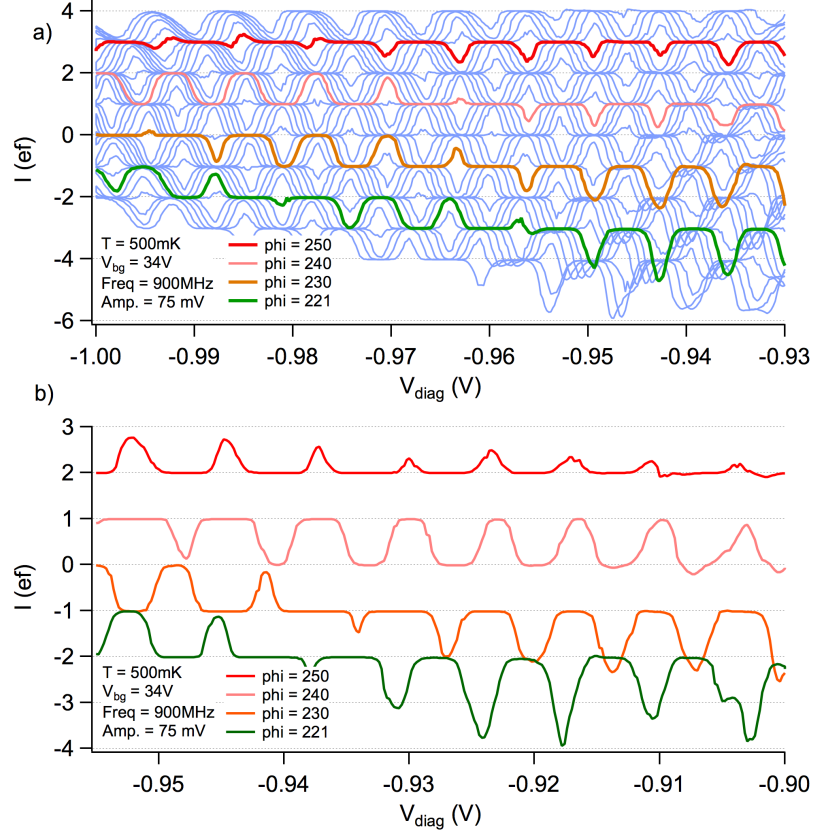 a)
4
2
0
-2
-4
-6
I (ef)
T = 500mK
V_bg = 34V
Freq = 900MHz
Amp. = 75 mV
phi = 250
phi = 240
phi = 230
phi = 221
-1.00 -0.99 -0.98 -0.97 -0.96 -0.95 -0.94 -0.93
V_diag (V)
b)
3
2
1
0
-1
-2
-3
-4
I (ef)
T = 500mK
V_bg = 34V
Freq = 900MHz
Amp. = 75 mV
phi = 250
phi = 240
phi = 230
phi = 221
-0.95 -0.94 -0.93 -0.92 -0.91 -0.90
V_diag (V)